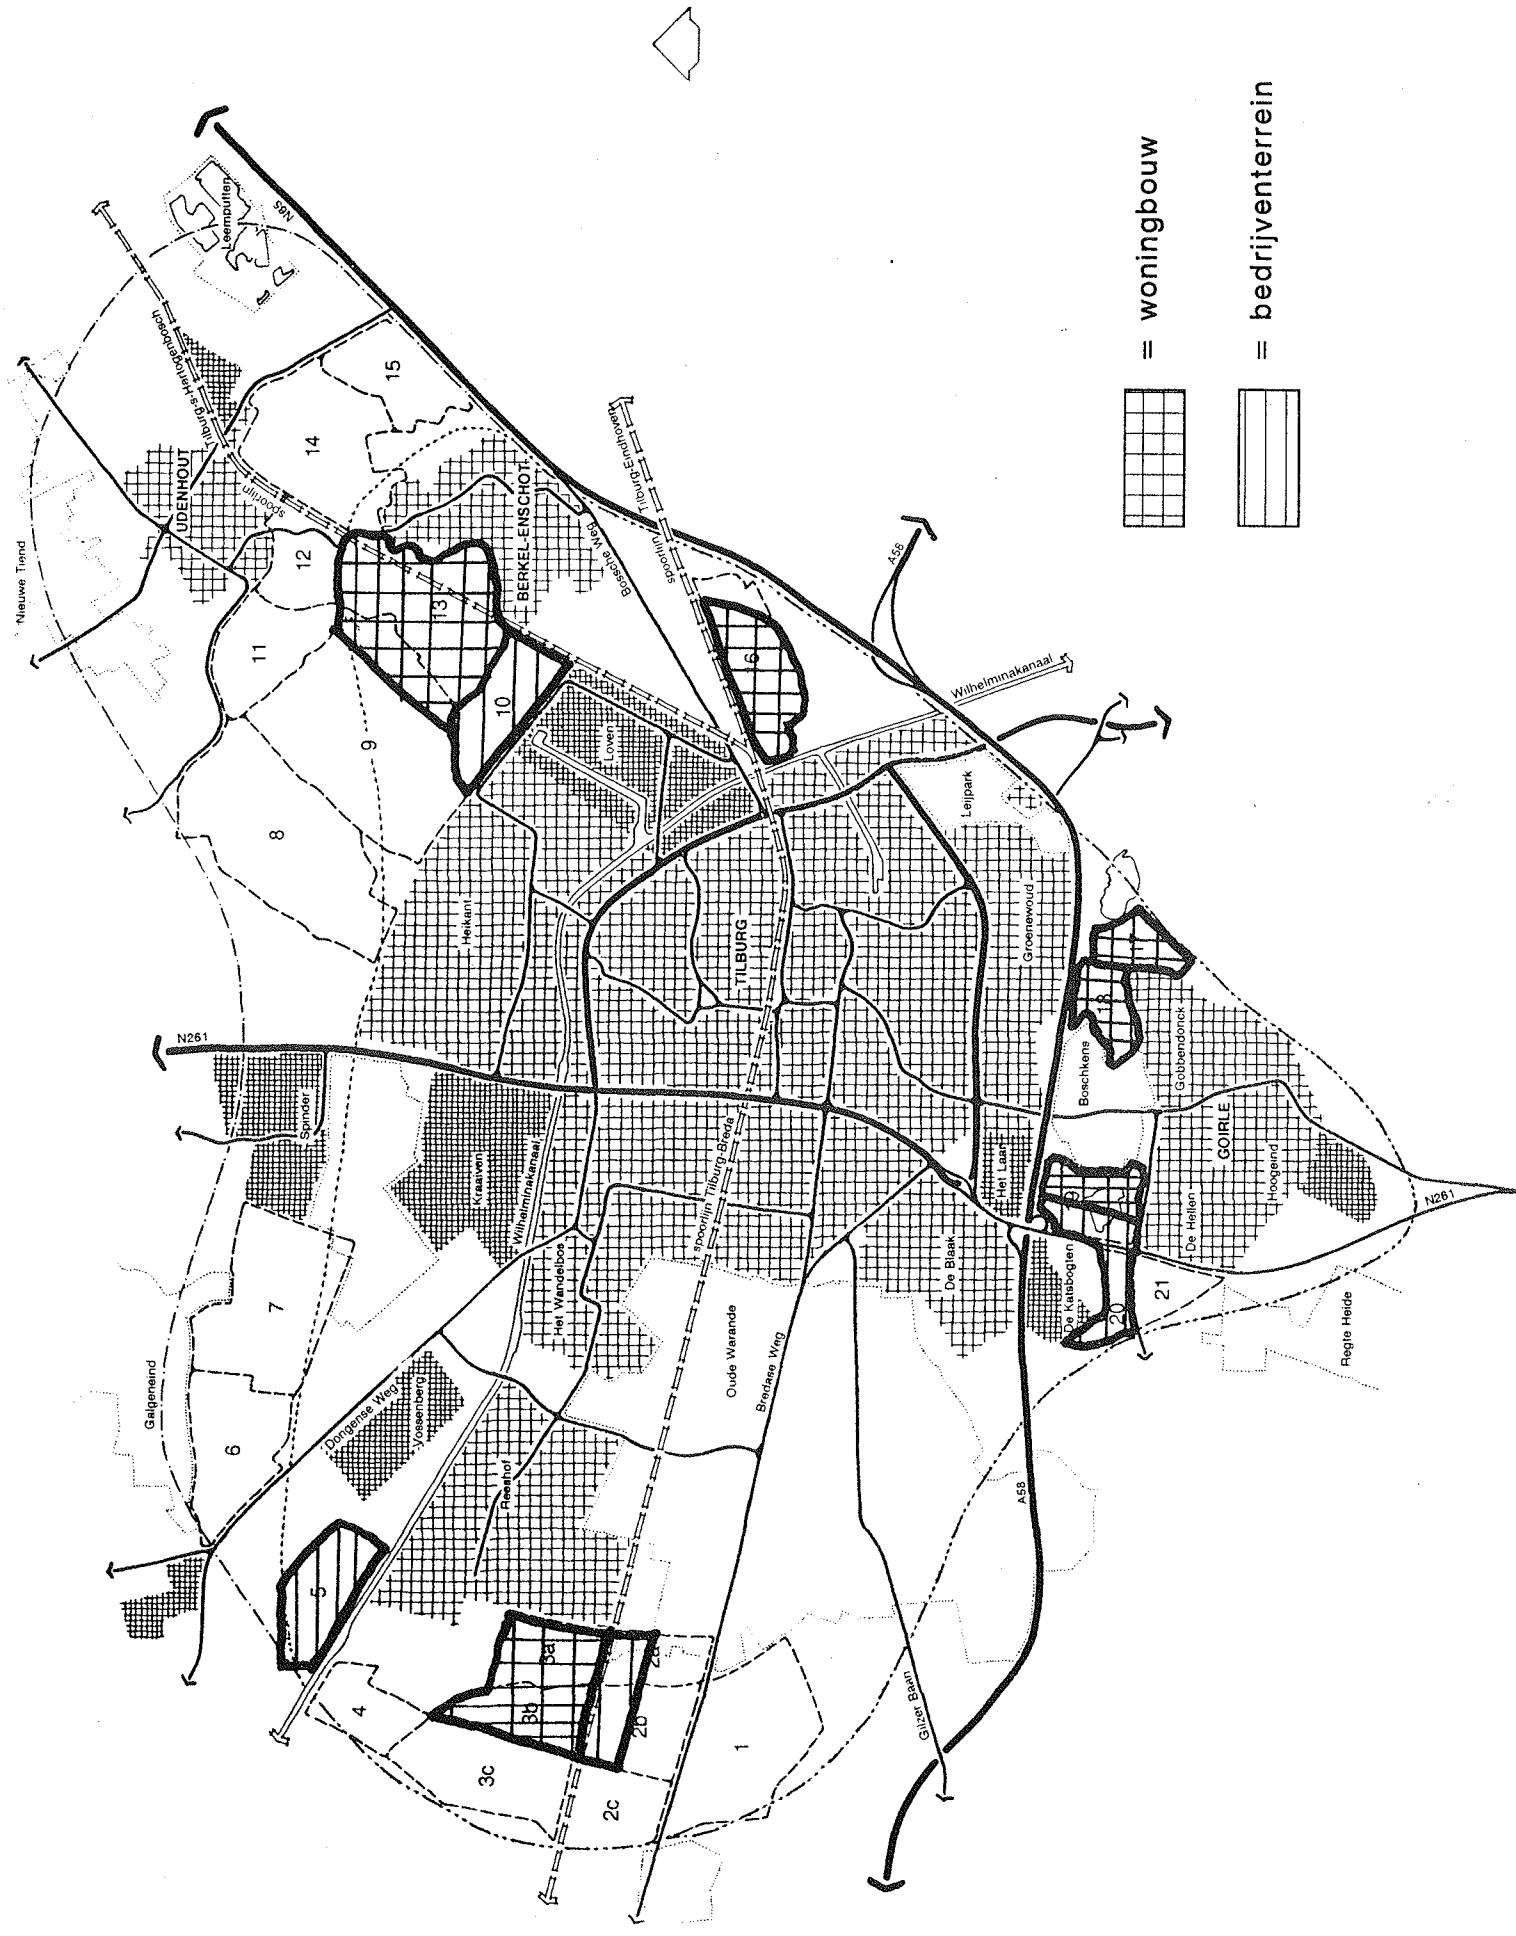 Nieuwe Tiend
UDENHOUT
Tilburg-s-Hertogenbosch
spoorlijn
Leemputten
N65
15
14
12
11
13
10
9
8
BERKEL-ENSCHOT
Bossche Weg
spoorlijn Tilburg-Eindhoven
16
A58
Wilhelminakanaal
Loven
Heikant
TILBURG
Leijpark
Groenewoud
17
18
Boschkens
Gobbendonck
GOIRLE
Hoogeind
De Hellen
N261
N261
Spinder
Kraaiven
Wilhelminakanaal
Het Wandelbos
spoorlijn Tilburg-Breda
Het Laar
19
De Blaak
De Katsbogten
20
21
Regte Heide
Oude Warande
Bredase Weg
A58
7
6
Galgeneind
Dongense Weg
Vossenberg
Reeshof
5
4
3a
3b
3c
2a
2b
2c
1
Gilzer Baan
= woningbouw
= bedrijventerrein